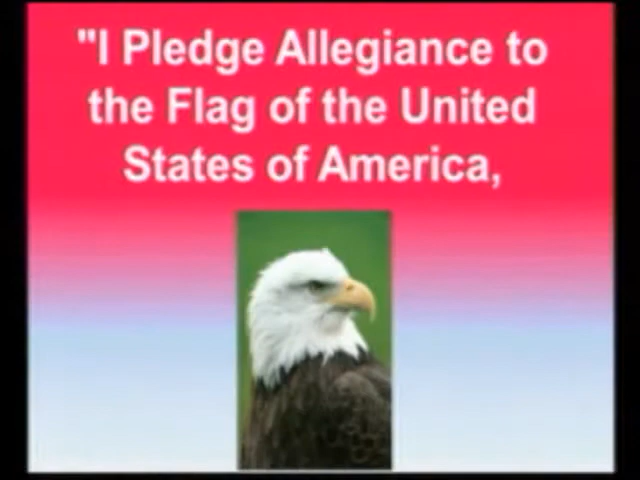 "I Pledge Allegiance to
the Flag of the United
States of America,